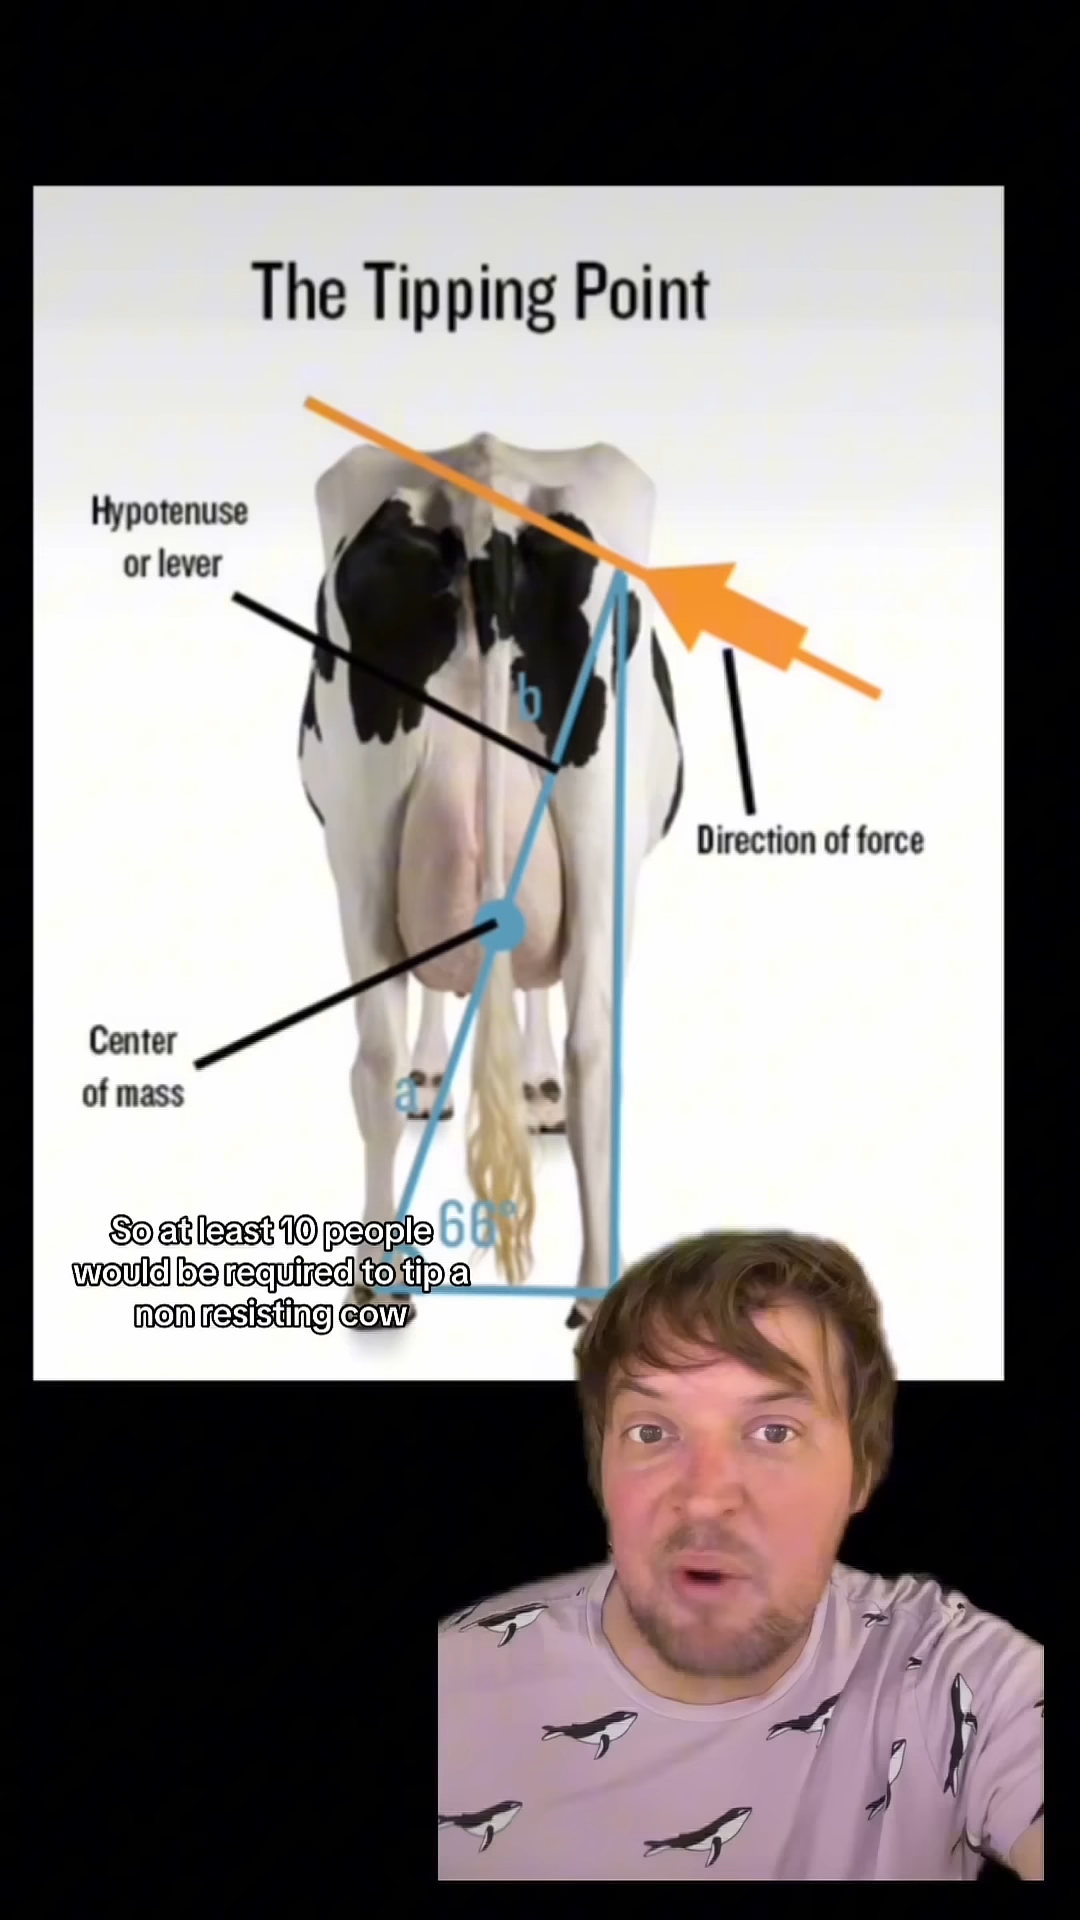 The Tipping Point
Hypotenuse
or lever
b
Direction of force
Center
of mass
a
66°
So at least 10 people
would be required to tip a
non resisting cow